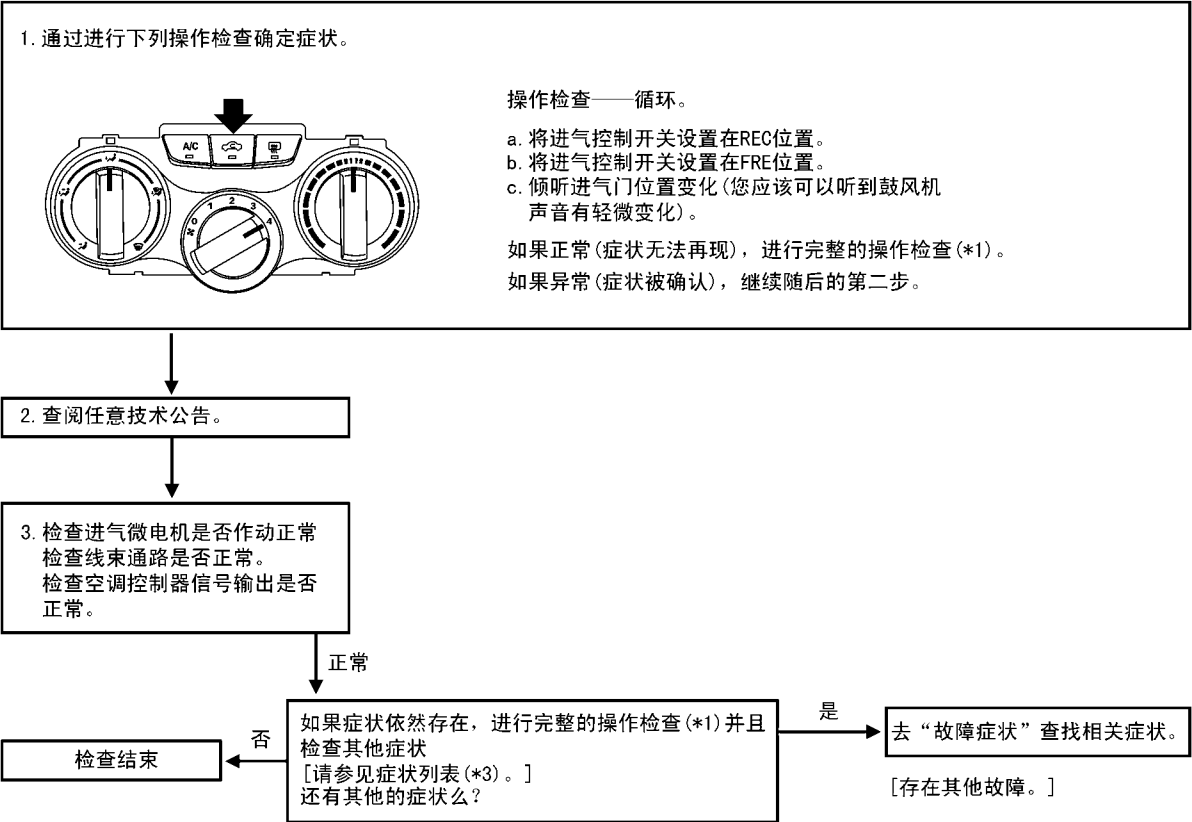 1. 通过进行下列操作检查确定症状。
操作检查——循环。
a. 将进气控制开关设置在REC位置。
b. 将进气控制开关设置在FRE位置。
c. 倾听进气门位置变化(您应该可以听到鼓风机
声音有轻微变化)。
如果正常(症状无法再现)，进行完整的操作检查(*1)。
如果异常(症状被确认)，继续随后的第二步。
A/C
0 1 2 3 4
2. 查阅任意技术公告。
3. 检查进气微电机是否作动正常
检查线束通路是否正常。
检查空调控制器信号输出是否
正常。
正常
如果症状依然存在，进行完整的操作检查(*1)并且
检查其他症状
[请参见症状列表(*3)。]
还有其他的症状么？
否
检查结束
是
去“故障症状”查找相关症状。
[存在其他故障。]